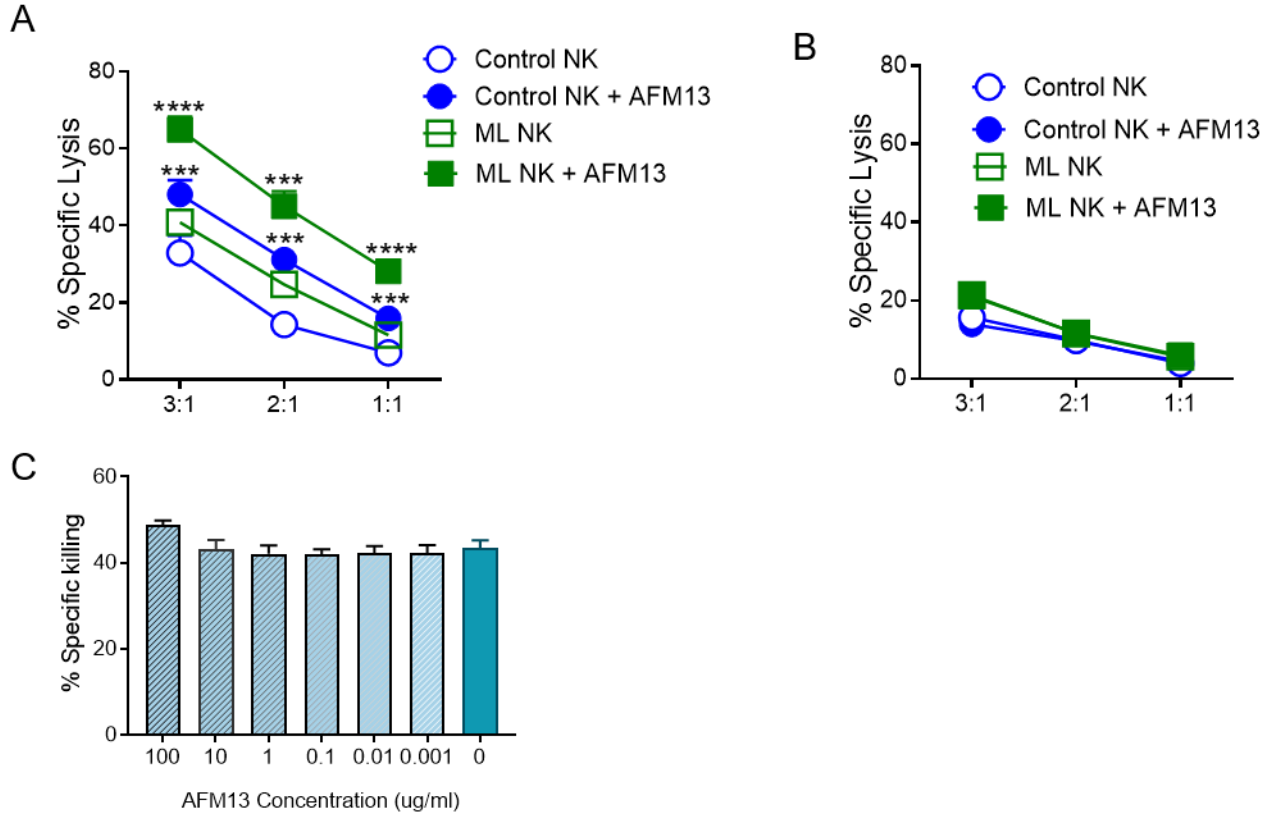 A
80
60
40
20
0
% Specific Lysis
****
***
***
***
****
***
3:1
2:1
1:1
Control NK
Control NK + AFM13
ML NK
ML NK + AFM13
B
80
60
40
20
0
% Specific Lysis
3:1
2:1
1:1
Control NK
Control NK + AFM13
ML NK
ML NK + AFM13
C
60
40
20
0
% Specific killing
100 10 1 0.1 0.01 0.001 0
AFM13 Concentration (ug/ml)